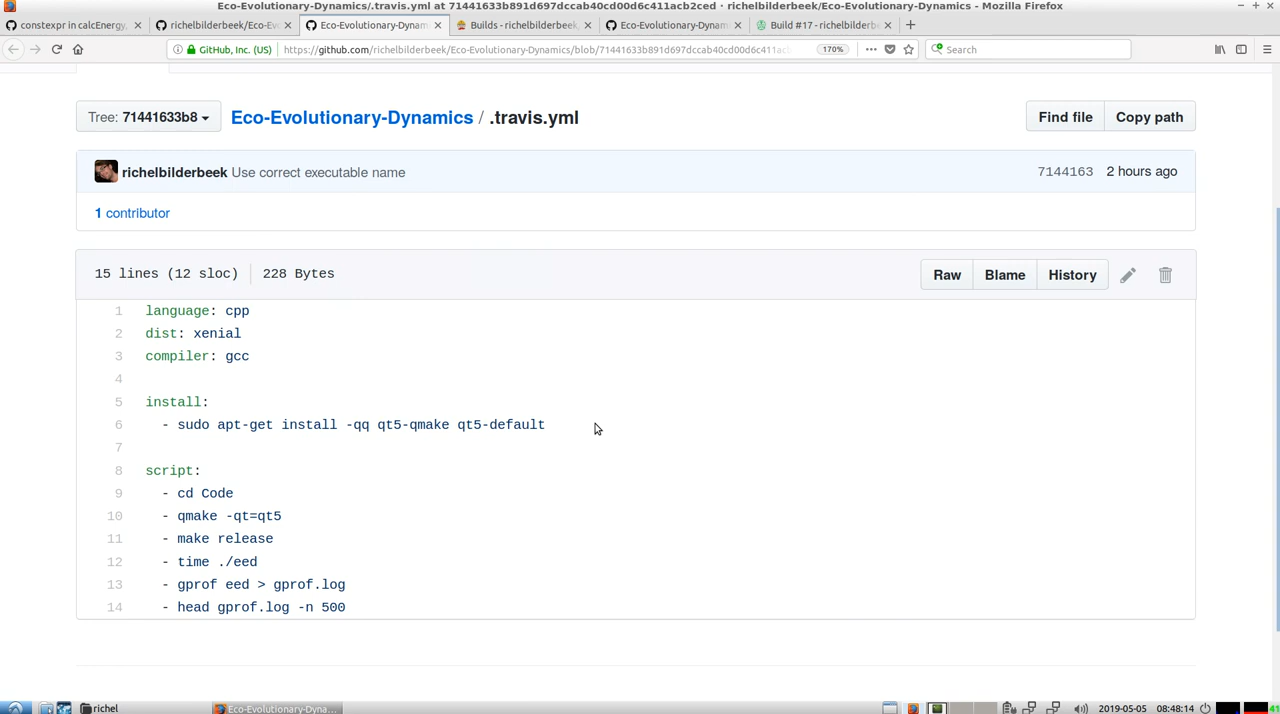 Eco-Evolutionary-Dynamics/.travis.yml at 71441633b891d697dccab40cd00d6c411acb2ced · richelbilderbeek/Eco-Evolutionary-Dynamics - Mozilla Firefox
constexpr in calcEnergy,
richelbilderbeek/Eco-Ev
Eco-Evolutionary-Dynam
Builds - richelbilderbeek
Eco-Evolutionary-Dynam
Build #17 - richelbilderbe
GitHub, Inc. (US)
https://github.com/richelbilderbeek/Eco-Evolutionary-Dynamics/blob/71441633b891d697dccab40cd00d6c411acb
170%
Search
Tree: 71441633b8
Eco-Evolutionary-Dynamics / .travis.yml
Find file
Copy path
richelbilderbeek Use correct executable name
7144163 2 hours ago
1 contributor
15 lines (12 sloc) 228 Bytes
Raw
Blame
History
1 language: cpp
2 dist: xenial
3 compiler: gcc
4
5 install:
6 - sudo apt-get install -qq qt5-qmake qt5-default
7
8 script:
9 - cd Code
10 - qmake -qt=qt5
11 - make release
12 - time ./eed
13 - gprof eed > gprof.log
14 - head gprof.log -n 500
richel
Eco-Evolutionary-Dyna...
2019-05-05 08:48:14